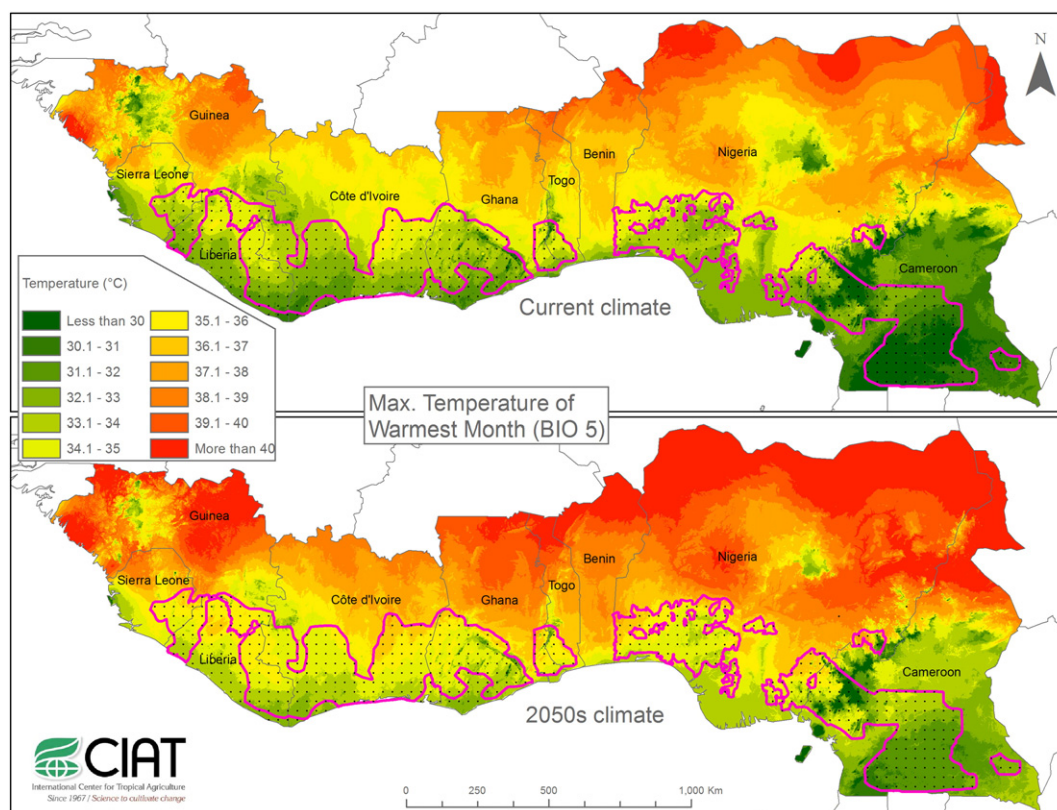 N
Guinea
Sierra Leone
Côte d'Ivoire
Ghana
Togo
Benin
Nigeria
Liberia
Cameroon
Current climate
Temperature (°C)
Less than 30
30.1 - 31
31.1 - 32
32.1 - 33
33.1 - 34
34.1 - 35
35.1 - 36
36.1 - 37
37.1 - 38
38.1 - 39
39.1 - 40
More than 40
Max. Temperature of
Warmest Month (BIO 5)
Guinea
Sierra Leone
Côte d'Ivoire
Ghana
Togo
Benin
Nigeria
Liberia
Cameroon
2050s climate
CIAT
International Center for Tropical Agriculture
Since 1967 / Science to cultivate change
0 250 500 1,000 Km